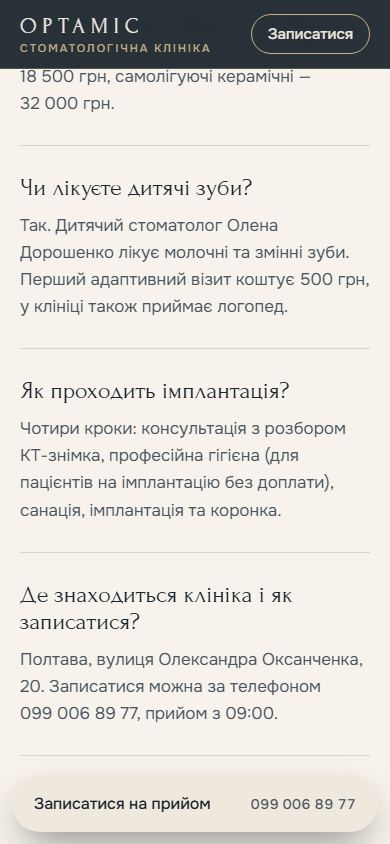 OPTAMIC
СТОМАТОЛОГІЧНА КЛІНІКА
Записатися
18 500 грн, самолігуючі керамічні —
32 000 грн.
Чи лікуєте дитячі зуби?
Так. Дитячий стоматолог Олена
Дорошенко лікує молочні та змінні зуби.
Перший адаптивний візит коштує 500 грн,
у клініці також приймає логопед.
Як проходить імплантація?
Чотири кроки: консультація з розбором
КТ-знімка, професійна гігієна (для
пацієнтів на імплантацію без доплати),
санація, імплантація та коронка.
Де знаходиться клініка і як
записатися?
Полтава, вулиця Олександра Оксанченка,
20. Записатися можна за телефоном
099 006 89 77, прийом з 09:00.
Записатися на прийом 099 006 89 77